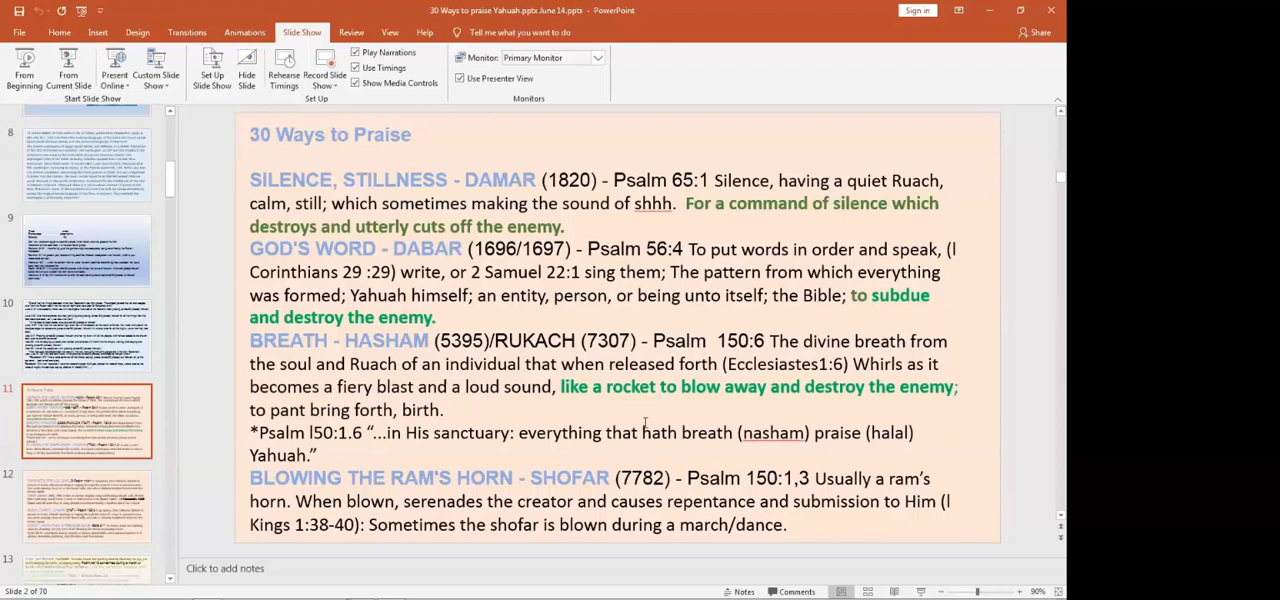 30 Ways to praise Yahuah.pptx June14.pptx - PowerPoint
Sign in
File Home Insert Design Transitions Animations Slide Show Review View Help Tell me what you want to do Share
From Beginning
From Current Slide
Present Online
Custom Slide Show
Start Slide Show
Set Up Slide Show
Hide Slide
Rehearse Timings
Record Slide Show
Play Narrations
Use Timings
Show Media Controls
Set Up
Monitor: Primary Monitor
Use Presenter View
Monitors
8
9
10
11
12
13
30 Ways to Praise
SILENCE, STILLNESS - DAMAR (1820) - Psalm 65:1 Silence, having a quiet Ruach,
calm, still; which sometimes making the sound of shhh. For a command of silence which
destroys and utterly cuts off the enemy.
GOD'S WORD - DABAR (1696/1697) - Psalm 56:4 To put words in order and speak, (l
Corinthians 29 :29) write, or 2 Samuel 22:1 sing them; The pattern from which everything
was formed; Yahuah himself; an entity, person, or being unto itself; the Bible; to subdue
and destroy the enemy.
BREATH - HASHAM (5395)/RUKACH (7307) - Psalm 150:6 The divine breath from
the soul and Ruach of an individual that when released forth (Ecclesiastes1:6) Whirls as it
becomes a fiery blast and a loud sound, like a rocket to blow away and destroy the enemy;
to pant bring forth, birth.
*Psalm l50:1.6 “...in His sanctuary: everything that hath breath (nasham) praise (halal)
Yahuah.”
BLOWING THE RAM'S HORN - SHOFAR (7782) - Psalm 150:1,3 Usually a ram’s
horn. When blown, serenades the savior and causes repentance and submission to Him (l
Kings 1:38-40): Sometimes the shofar is blown during a march/dance.
Click to add notes
Slide 2 of 70
Notes
Comments
90%